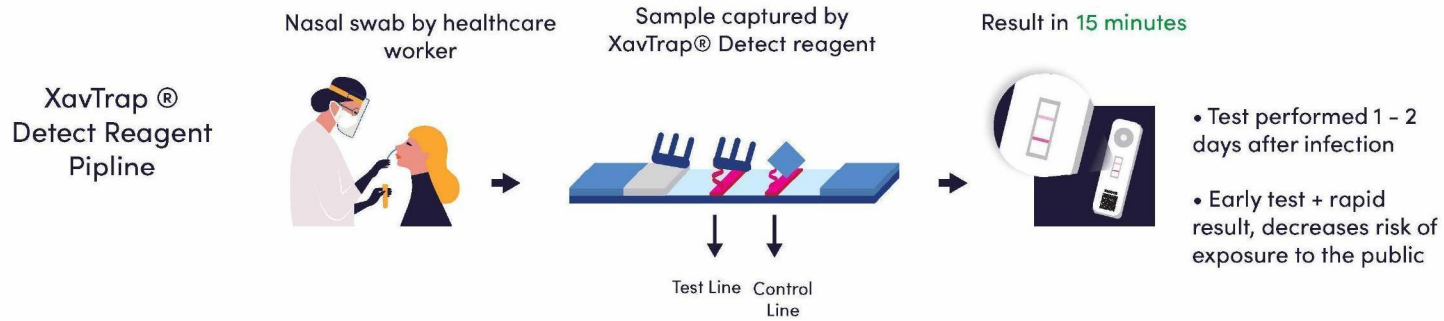 XavTrap ®
Detect Reagent
Pipline
Nasal swab by healthcare
worker
Sample captured by
XavTrap® Detect reagent
Test Line
Control
Line
Result in 15 minutes
• Test performed 1 - 2
days after infection
• Early test + rapid
result, decreases risk of
exposure to the public